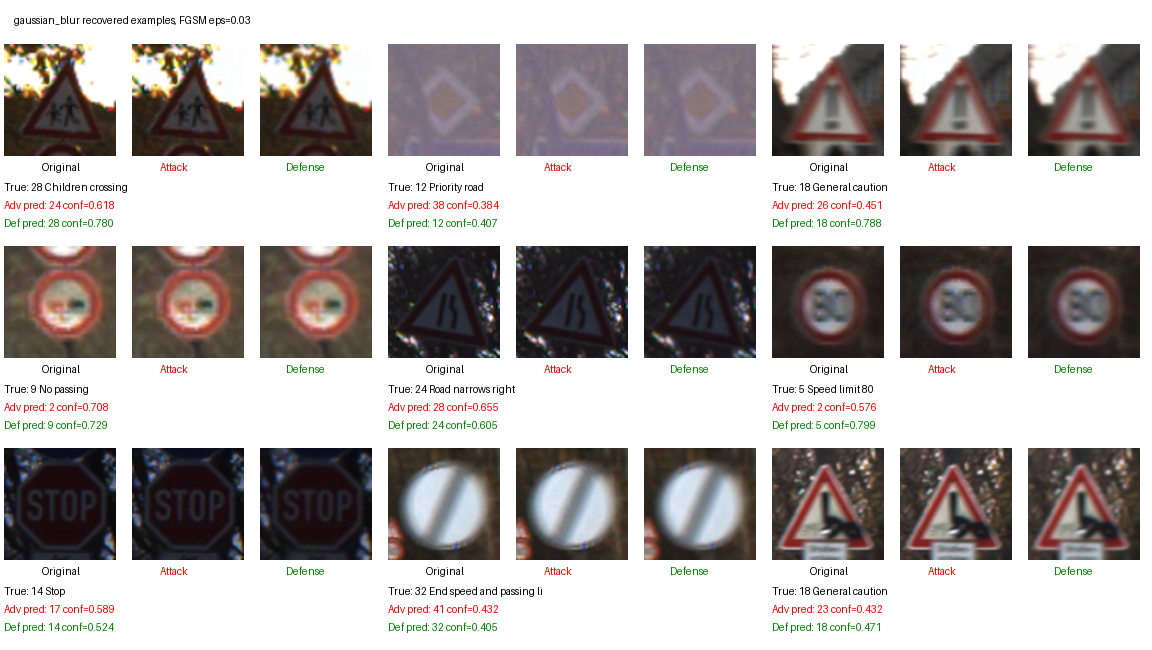 gaussian_blur recovered examples, FGSM eps=0.03
Original Attack Defense Original Attack Defense Original Attack Defense
True: 28 Children crossing True: 12 Priority road True: 18 General caution
Adv pred: 24 conf=0.618 Adv pred: 38 conf=0.384 Adv pred: 26 conf=0.451
Def pred: 28 conf=0.780 Def pred: 12 conf=0.407 Def pred: 18 conf=0.788
80 80 80
Original Attack Defense Original Attack Defense Original Attack Defense
True: 9 No passing True: 24 Road narrows right True: 5 Speed limit 80
Adv pred: 2 conf=0.708 Adv pred: 28 conf=0.655 Adv pred: 2 conf=0.576
Def pred: 9 conf=0.729 Def pred: 24 conf=0.605 Def pred: 5 conf=0.799
STOP STOP STOP
Original Attack Defense Original Attack Defense Original Attack Defense
True: 14 Stop True: 32 End speed and passing li True: 18 General caution
Adv pred: 17 conf=0.589 Adv pred: 41 conf=0.432 Adv pred: 23 conf=0.432
Def pred: 14 conf=0.524 Def pred: 32 conf=0.405 Def pred: 18 conf=0.471